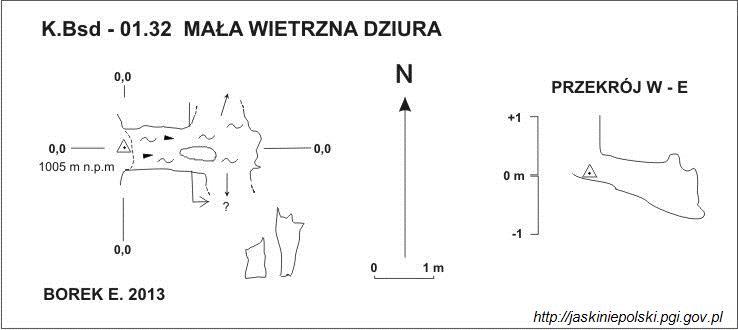 K.Bsd - 01.32 MAŁA WIETRZNA DZIURA
0,0
N
PRZEKRÓJ W - E
+1
0,0
0,0
1005 m n.p.m
0 m
?
-1
0,0
0 1 m
BOREK E. 2013
http://jaskiniepolski.pgi.gov.pl